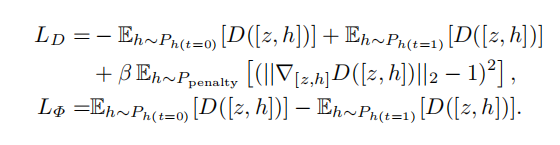 L_D = − 𝔼_{h∼P_{h(t=0)}}[D([z, h])] + 𝔼_{h∼P_{h(t=1)}}[D([z, h])]
+ β 𝔼_{h∼P_{penalty}} [(||∇_{[z,h]}D([z, h])||_2 − 1)^2] ,
L_Φ = 𝔼_{h∼P_{h(t=0)}}[D([z, h])] − 𝔼_{h∼P_{h(t=1)}}[D([z, h])].